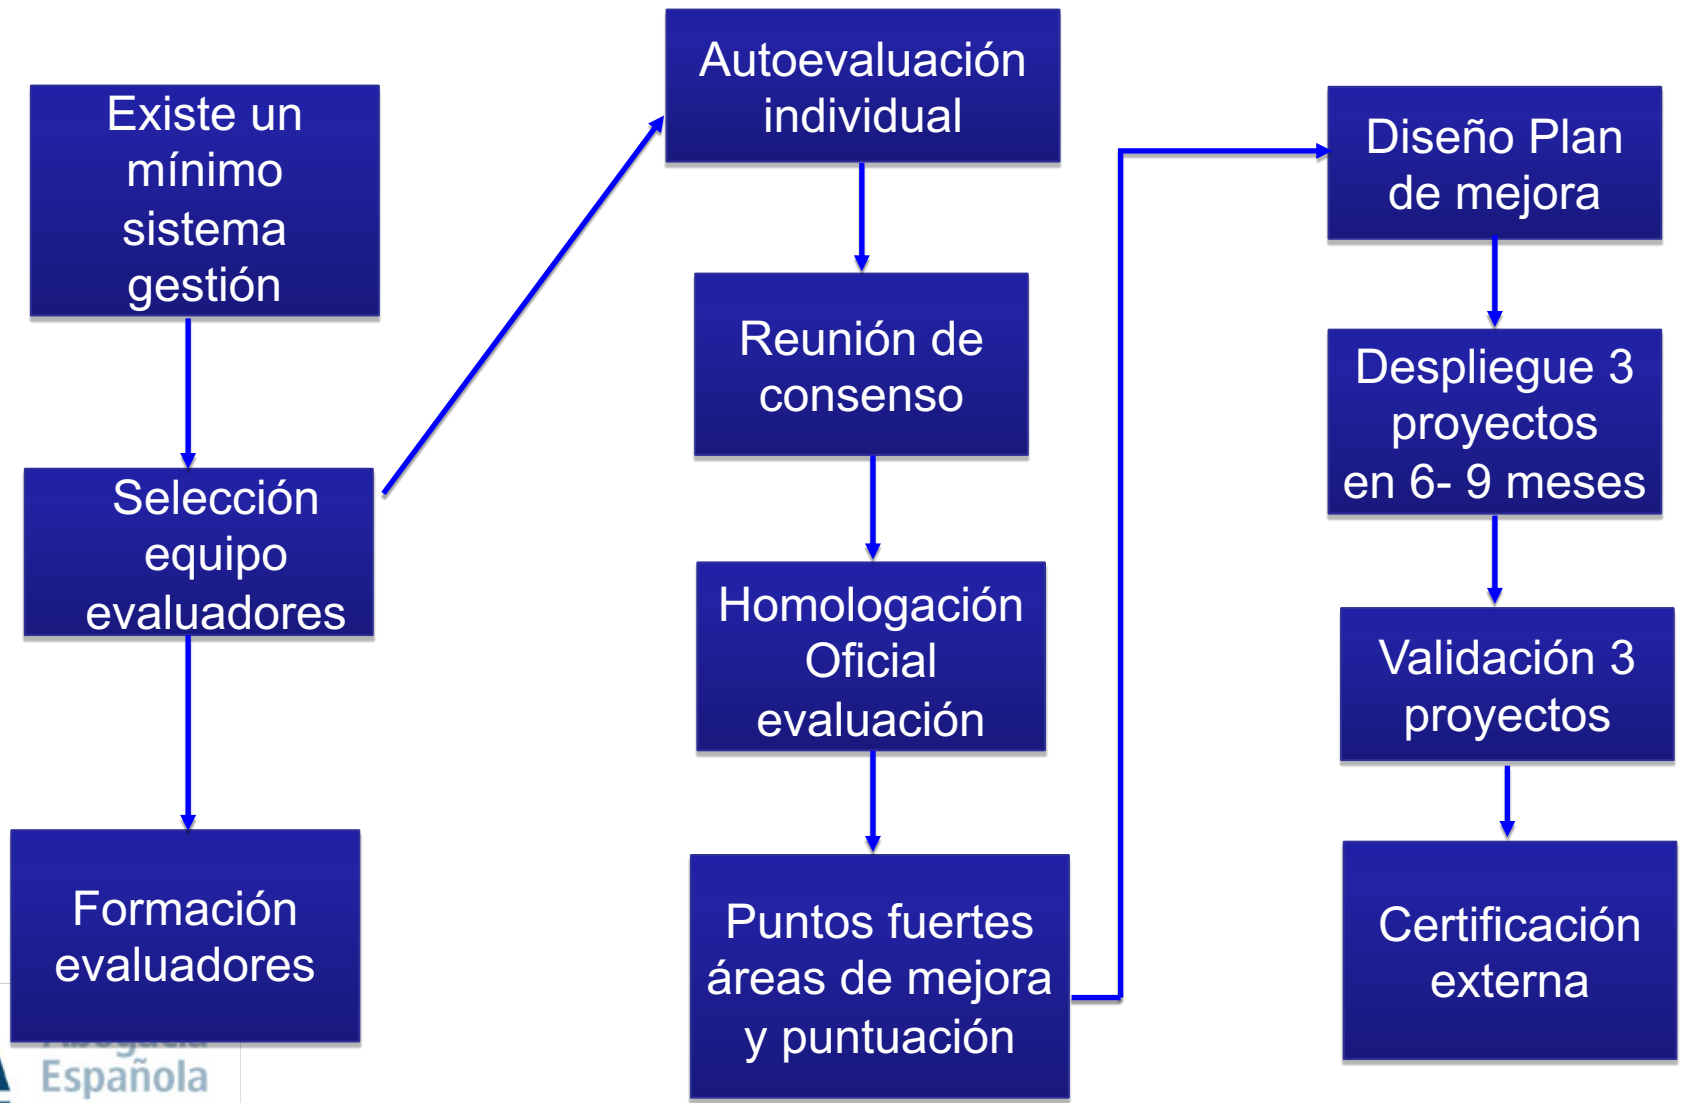 Existe un
mínimo
sistema
gestión
Selección
equipo
evaluadores
Formación
evaluadores
Autoevaluación
individual
Reunión de
consenso
Homologación
Oficial
evaluación
Puntos fuertes
áreas de mejora
y puntuación
Diseño Plan
de mejora
Despliegue 3
proyectos
en 6- 9 meses
Validación 3
proyectos
Certificación
externa
Española